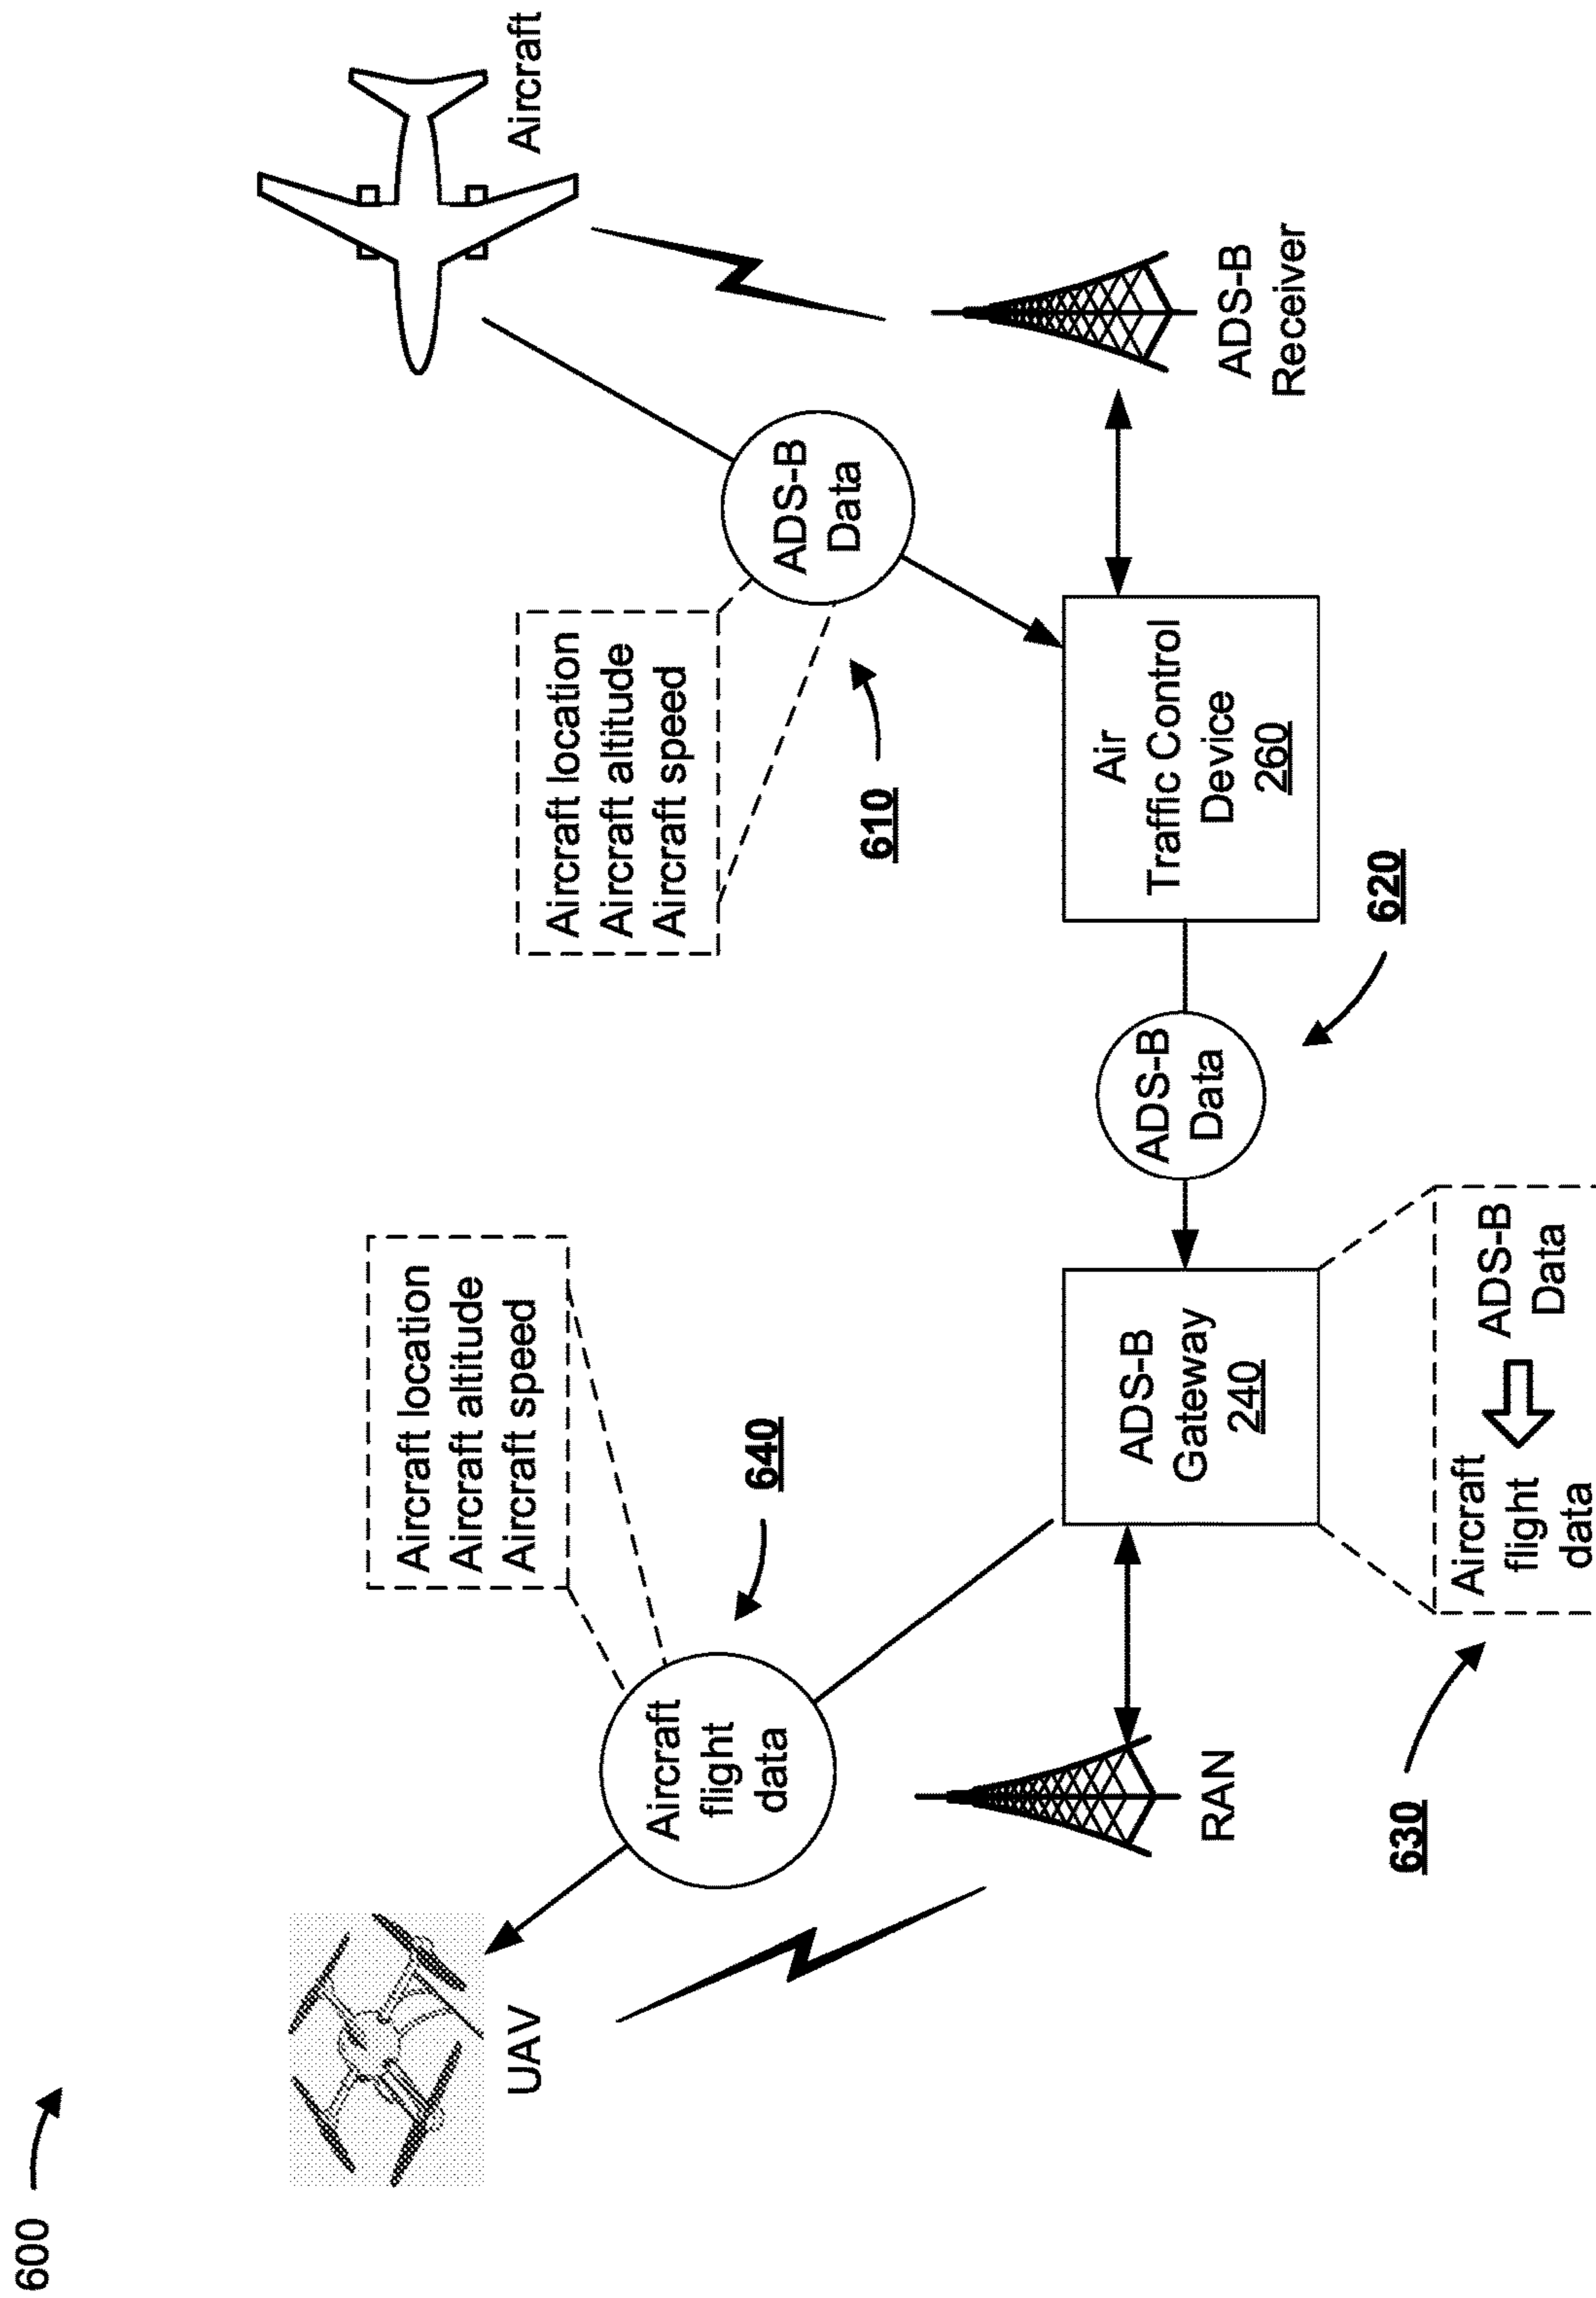 600
UAV
Aircraft
flight
data
Aircraft location
Aircraft altitude
Aircraft speed
640
RAN
630
Aircraft
flight
data
ADS-B
Data
ADS-B
Gateway
240
ADS-B
Data
620
Air
Traffic Control
Device
260
610
Aircraft location
Aircraft altitude
Aircraft speed
ADS-B
Data
Aircraft
ADS-B
Receiver